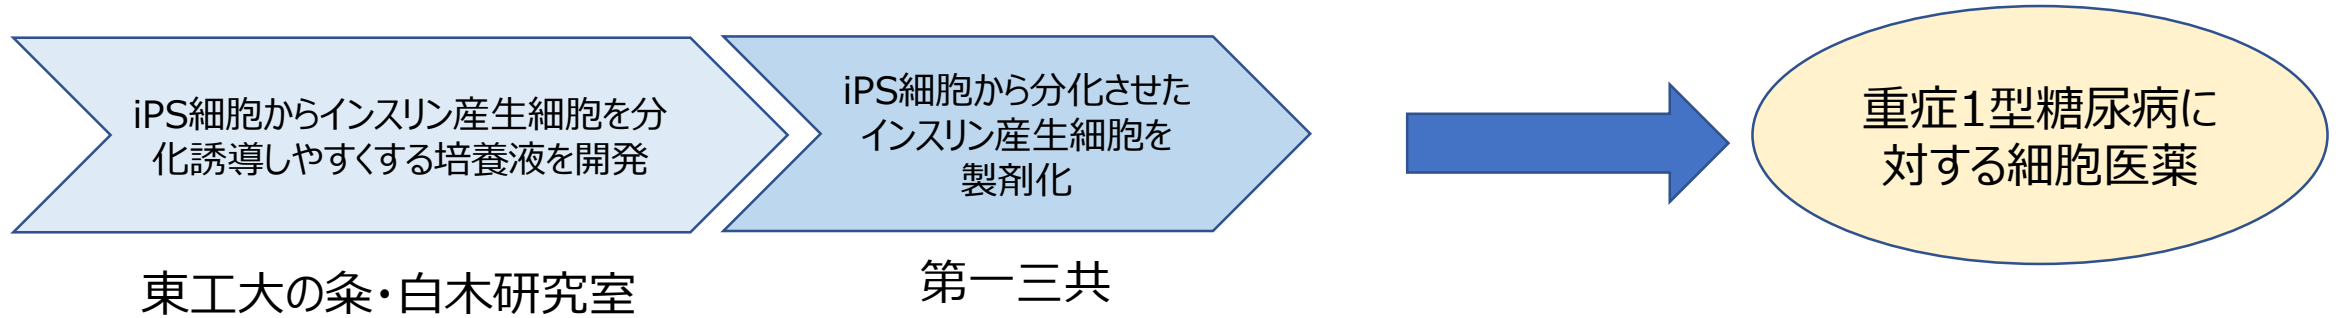 iPS細胞からインスリン産生細胞を分
化誘導しやすくする培養液を開発
東工大の粂・白木研究室
iPS細胞から分化させた
インスリン産生細胞を
製剤化
第一三共
重症1型糖尿病に
対する細胞医薬